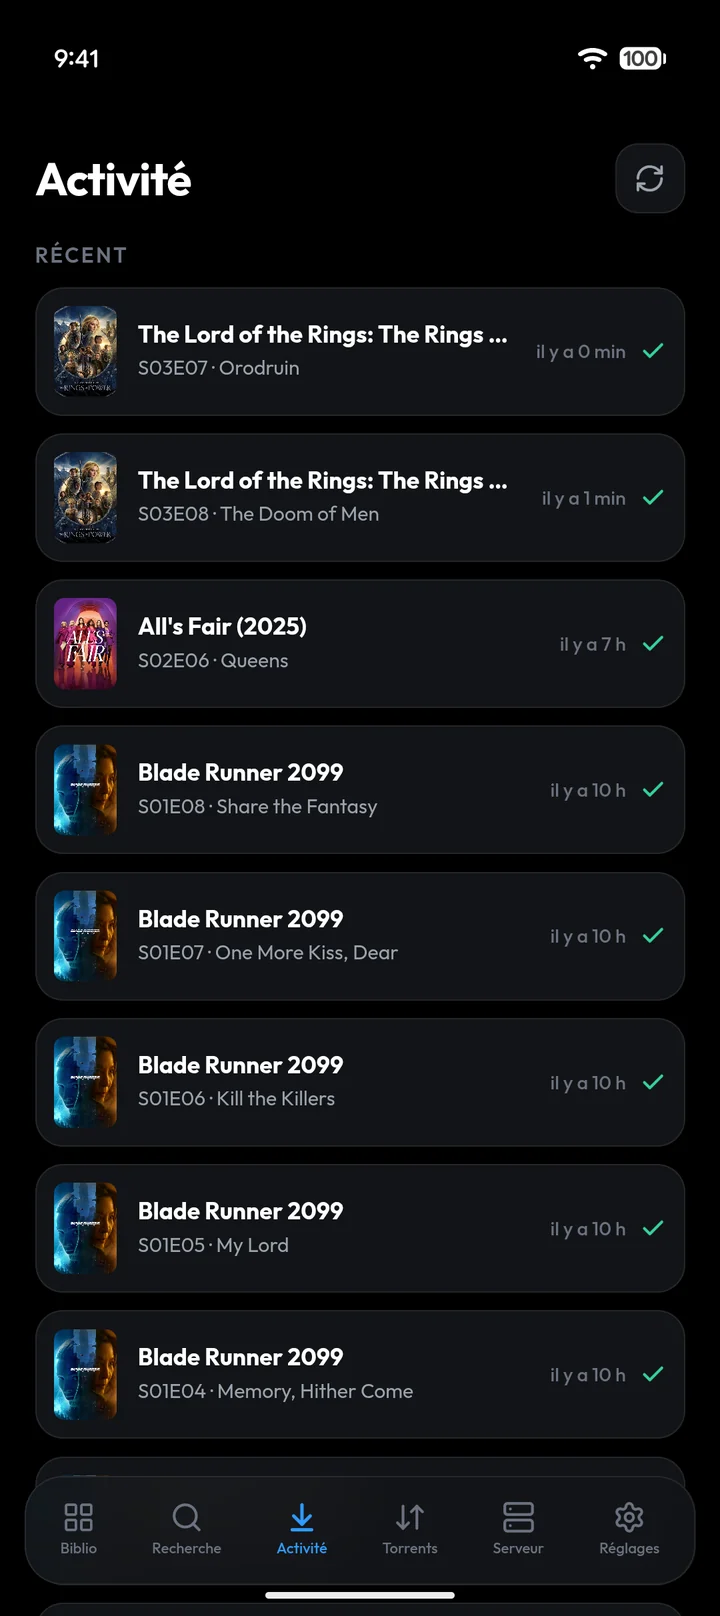 9:41
100
Activité
RÉCENT
The Lord of the Rings: The Rings ...
S03E07 · Orodruin
il y a 0 min
The Lord of the Rings: The Rings ...
S03E08 · The Doom of Men
il y a 1 min
ALL'S
FAIR
All's Fair (2025)
S02E06 · Queens
il y a 7 h
Blade Runner 2099
S01E08 · Share the Fantasy
il y a 10 h
Blade Runner 2099
S01E07 · One More Kiss, Dear
il y a 10 h
Blade Runner 2099
S01E06 · Kill the Killers
il y a 10 h
Blade Runner 2099
S01E05 · My Lord
il y a 10 h
Blade Runner 2099
S01E04 · Memory, Hither Come
il y a 10 h
Biblio
Recherche
Activité
Torrents
Serveur
Réglages